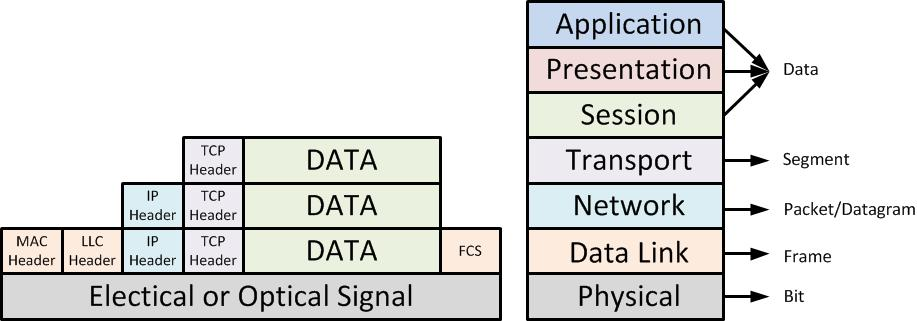 Application
Presentation
Data
Session
TCP
Header
DATA
Transport
Segment
IP
Header
TCP
Header
DATA
Network
Packet/Datagram
MAC
Header
LLC
Header
IP
Header
TCP
Header
DATA
FCS
Data Link
Frame
Electical or Optical Signal
Physical
Bit